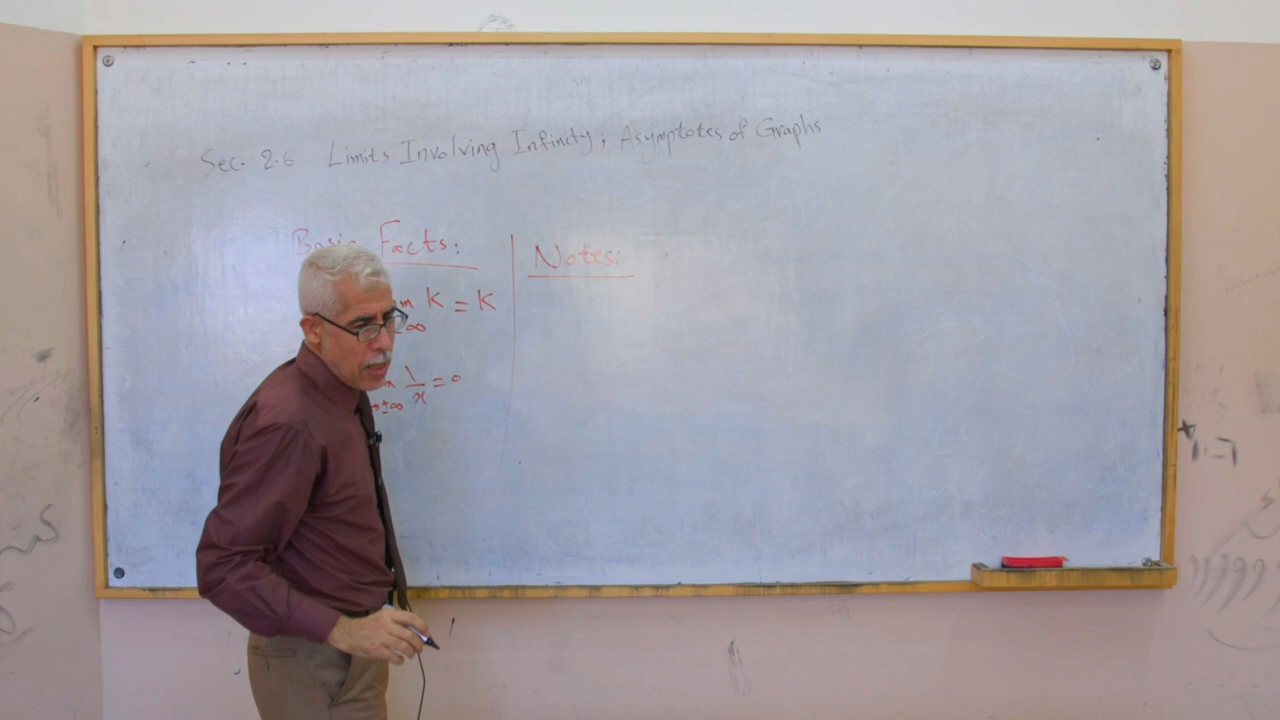 Sec. 2.6 Limits Involving Infinity ; Asymptotes of Graphs
Basic Facts:
K = K
∞
1/x = 0
±∞
Notes: